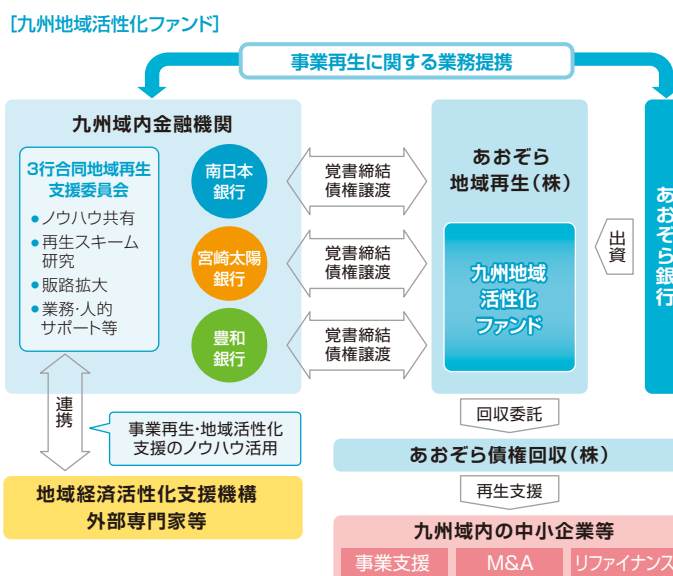 [九州地域活性化ファンド]
事業再生に関する業務提携
九州域内金融機関
3行合同地域再生
支援委員会
●ノウハウ共有
●再生スキーム
研究
●販路拡大
●業務・人的
サポート等
南日本
銀行
宮崎太陽
銀行
豊和
銀行
覚書締結
債権譲渡
覚書締結
債権譲渡
覚書締結
債権譲渡
あおぞら
地域再生(株)
九州地域
活性化
ファンド
出資
あおぞら銀行
連携
事業再生・地域活性化
支援のノウハウ活用
地域経済活性化支援機構
外部専門家等
回収委託
あおぞら債権回収(株)
再生支援
九州域内の中小企業等
事業支援
M&A
リファイナンス